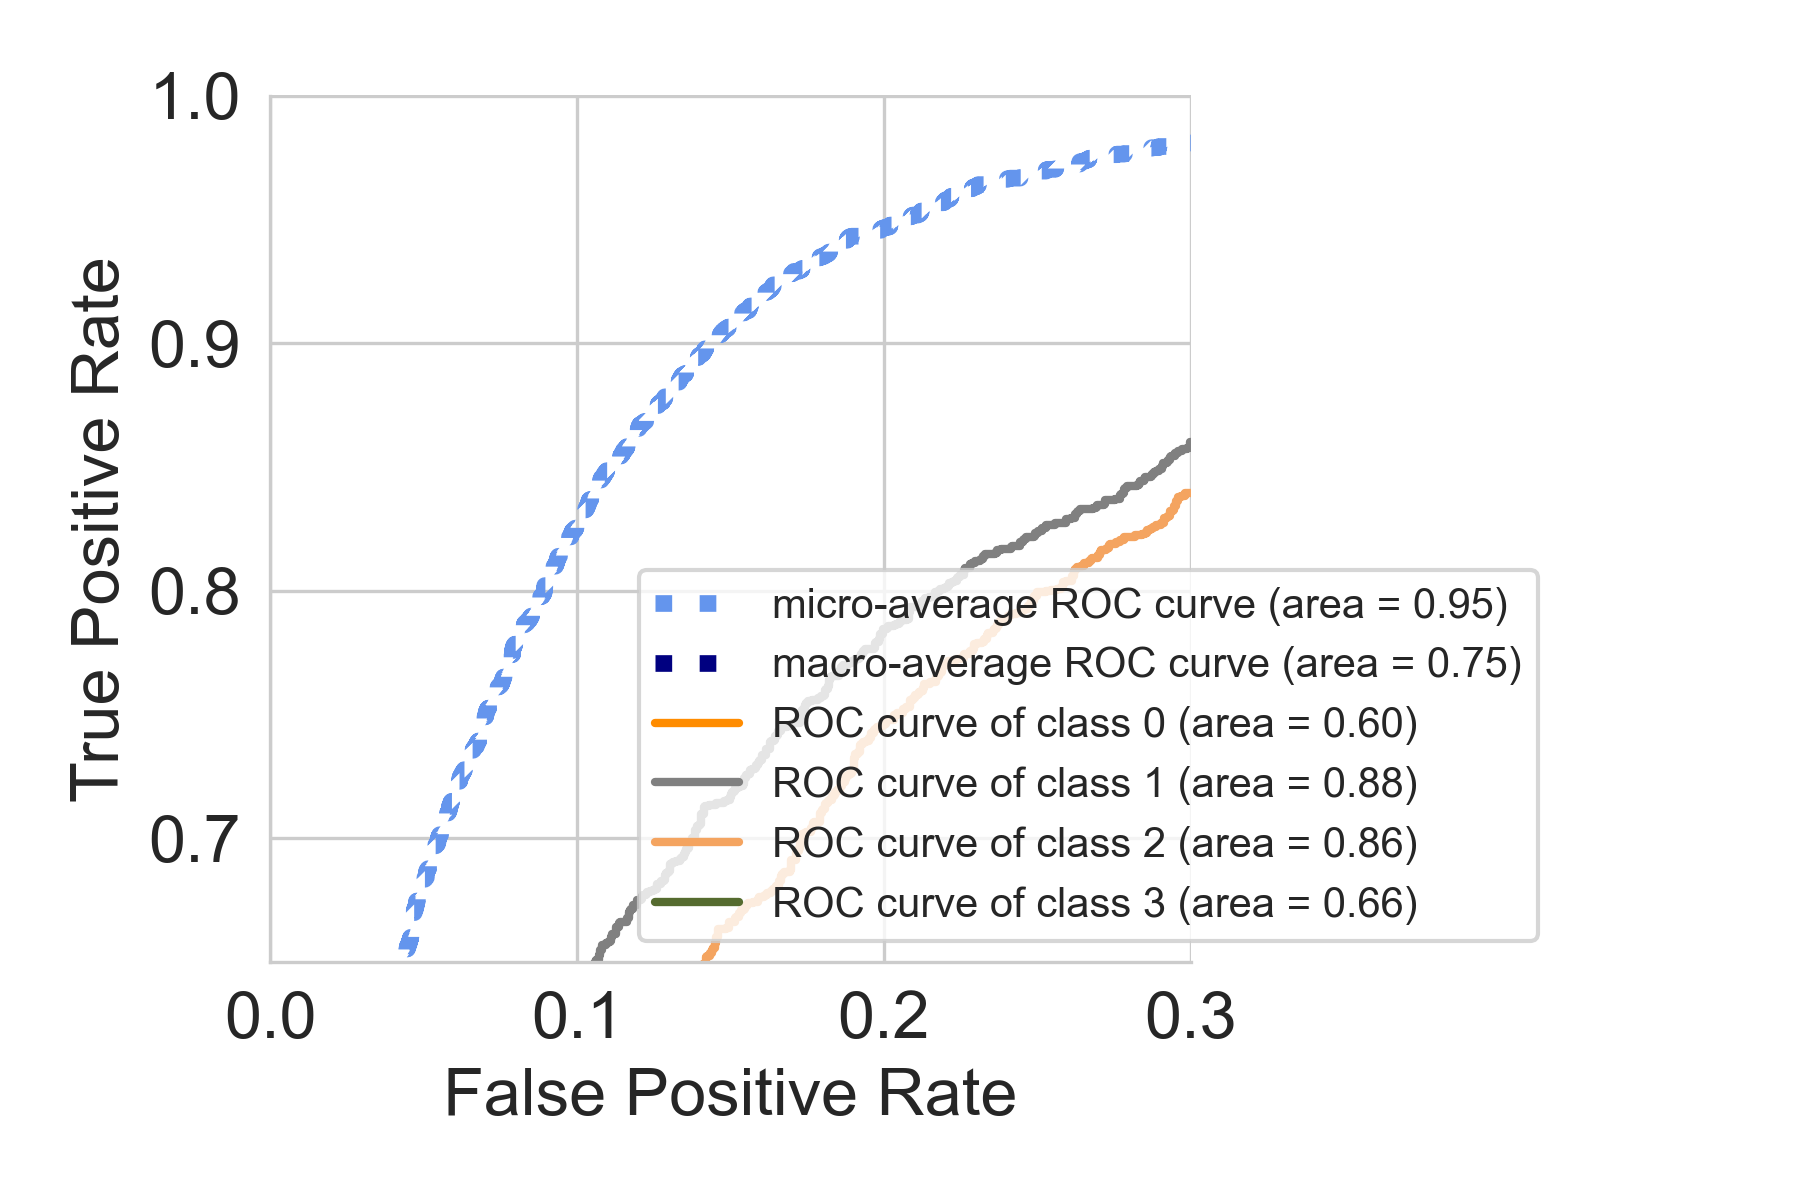 1.0
0.9
0.8
0.7
True Positive Rate
micro-average ROC curve (area = 0.95)
macro-average ROC curve (area = 0.75)
ROC curve of class 0 (area = 0.60)
ROC curve of class 1 (area = 0.88)
ROC curve of class 2 (area = 0.86)
ROC curve of class 3 (area = 0.66)
0.0 0.1 0.2 0.3
False Positive Rate